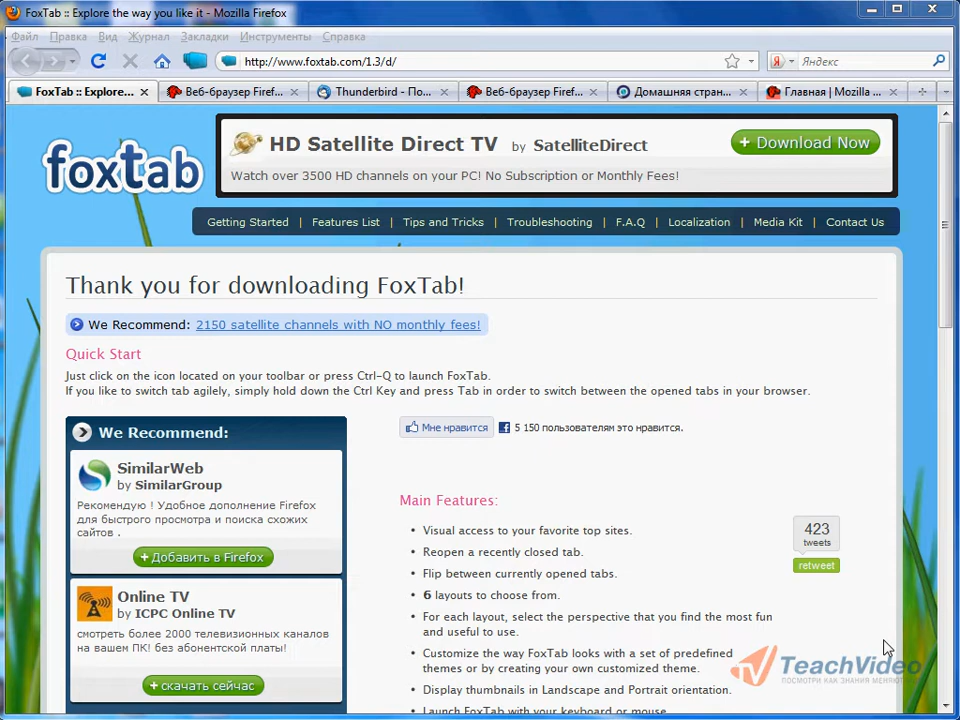 FoxTab :: Explore the way you like it - Mozilla Firefox
Файл Правка Вид Журнал Закладки Инструменты Справка
http://www.foxtab.com/1.3/d/
Яндекс
FoxTab :: Explore...
Веб-браузер Firef...
Thunderbird - По...
Веб-браузер Firef...
Домашняя стран...
Главная | Mozilla ...
foxtab
HD Satellite Direct TV by SatelliteDirect
+ Download Now
Watch over 3500 HD channels on your PC! No Subscription or Monthly Fees!
Getting Started | Features List | Tips and Tricks | Troubleshooting | F.A.Q | Localization | Media Kit | Contact Us
Thank you for downloading FoxTab!
We Recommend: 2150 satellite channels with NO monthly fees!
Quick Start
Just click on the icon located on your toolbar or press Ctrl-Q to launch FoxTab.
If you like to switch tab agilely, simply hold down the Ctrl Key and press Tab in order to switch between the opened tabs in your browser.
We Recommend:
SimilarWeb
by SimilarGroup
Рекомендую ! Удобное дополнение Firefox
для быстрого просмотра и поиска схожих
сайтов .
+ Добавить в Firefox
Online TV
by ICPC Online TV
смотреть более 2000 телевизионных каналов
на вашем ПК! без абонентской платы!
+ скачать сейчас
Мне нравится
5 150 пользователям это нравится.
Main Features:
• Visual access to your favorite top sites.
• Reopen a recently closed tab.
• Flip between currently opened tabs.
• 6 layouts to choose from.
• For each layout, select the perspective that you find the most fun
and useful to use.
• Customize the way FoxTab looks with a set of predefined
themes or by creating your own customized theme.
• Display thumbnails in Landscape and Portrait orientation.
• Launch FoxTab with your keyboard or mouse.
423
tweets
retweet
TeachVideo
ПОСМОТРИ КАК ЗНАНИЯ МЕНЯЮТ